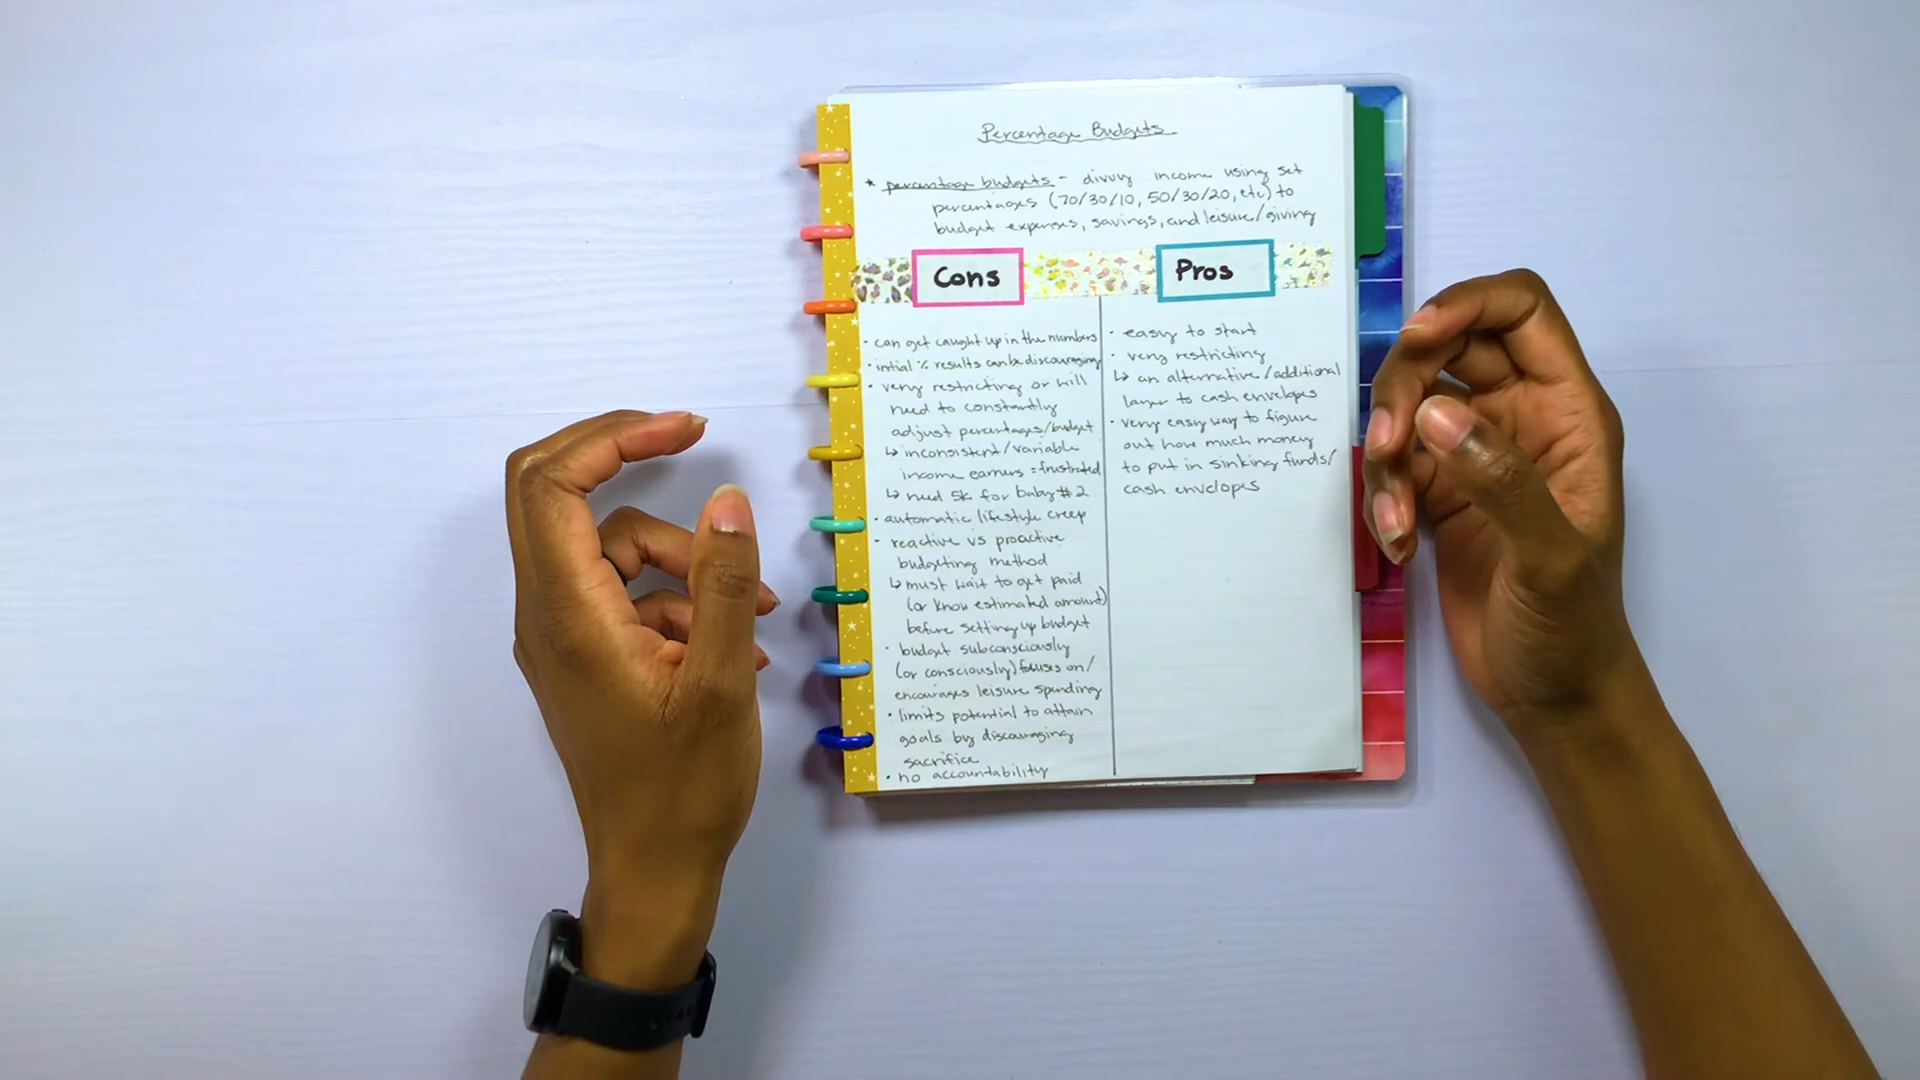 Percentage Budgets
* percentage budgets - divvy income using set
percentages (70/30/10, 50/30/20, etc) to
budget expenses, savings, and leisure/giving
Cons
· can get caught up in the numbers
· intial % results can be discouraging
· very restricting or will
need to constantly
adjust percentages/budget
↳ inconsistent/variable
income earners = frustrated
↳ need 5k for baby #2
· automatic lifestyle creep
· reactive vs proactive
budgeting method
↳ must wait to get paid
(or know estimated amount)
before setting up budget
· budget subconsciously
(or consciously) focuses on/
encourages leisure spending
· limits potential to attain
goals by discouraging
sacrifice
· no accountability
Pros
· easy to start
· very restricting
↳ an alternative/additional
layer to cash envelopes
· very easy way to figure
out how much money
to put in sinking funds/
cash envelopes